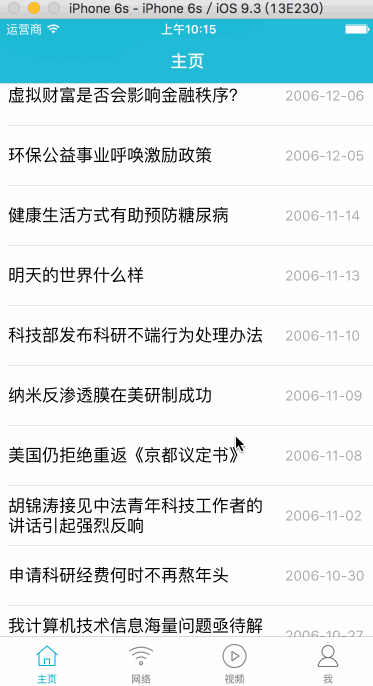 iPhone 6s - iPhone 6s / iOS 9.3 (13E230)
运营商 上午10:15
主页
虚拟财富是否会影响金融秩序? 2006-12-06
环保公益事业呼唤激励政策 2006-12-05
健康生活方式有助预防糖尿病 2006-11-14
明天的世界什么样 2006-11-13
科技部发布科研不端行为处理办法 2006-11-10
纳米反渗透膜在美研制成功 2006-11-09
美国仍拒绝重返《京都议定书》 2006-11-08
胡锦涛接见中法青年科技工作者的 2006-11-02
讲话引起强烈反响
申请科研经费何时不再熬年头 2006-10-30
我计算机技术信息海量问题亟待解 2006-10-27
主页 网络 视频 我